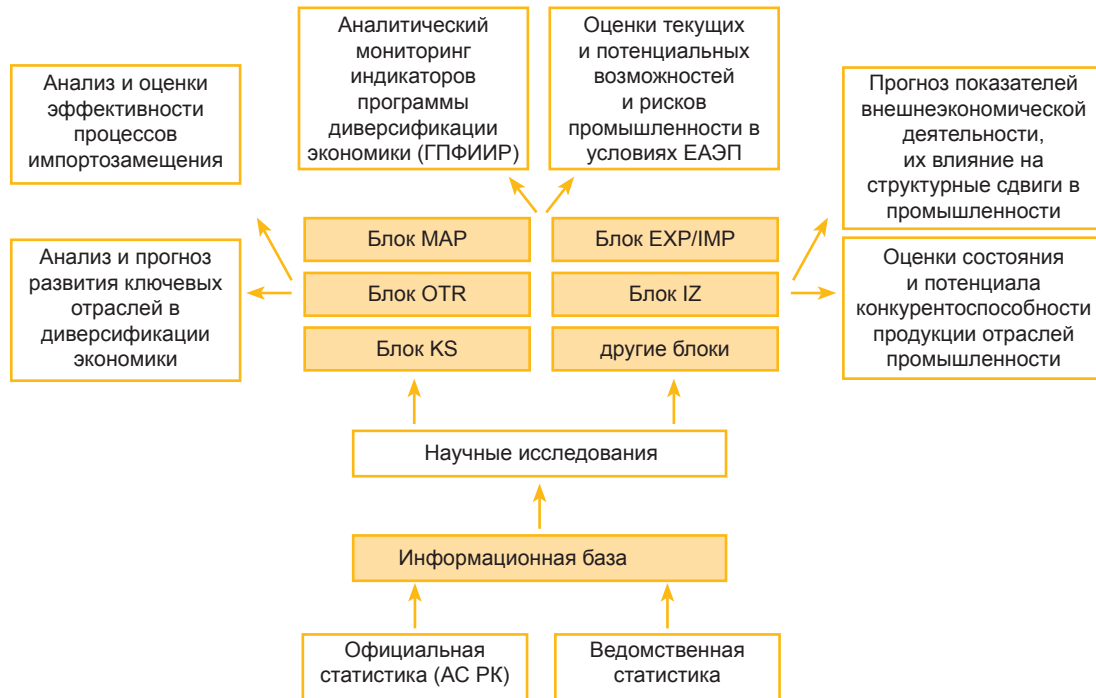 Аналитический
мониторинг
индикаторов
программы
диверсификации
экономики (ГПФИИР)
Оценки текущих
и потенциальных
возможностей
и рисков
промышленности в
условиях ЕАЭП
Анализ и оценки
эффективности
процессов
импортозамещения
Прогноз показателей
внешнеэкономической
деятельности,
их влияние на
структурные сдвиги в
промышленности
Анализ и прогноз
развития ключевых
отраслей в
диверсификации
экономики
Блок MAP
Блок OTR
Блок KS
Блок EXP/IMP
Блок IZ
другие блоки
Оценки состояния
и потенциала
конкурентоспособности
продукции отраслей
промышленности
Научные исследования
Информационная база
Официальная
статистика (АС РК)
Ведомственная
статистика